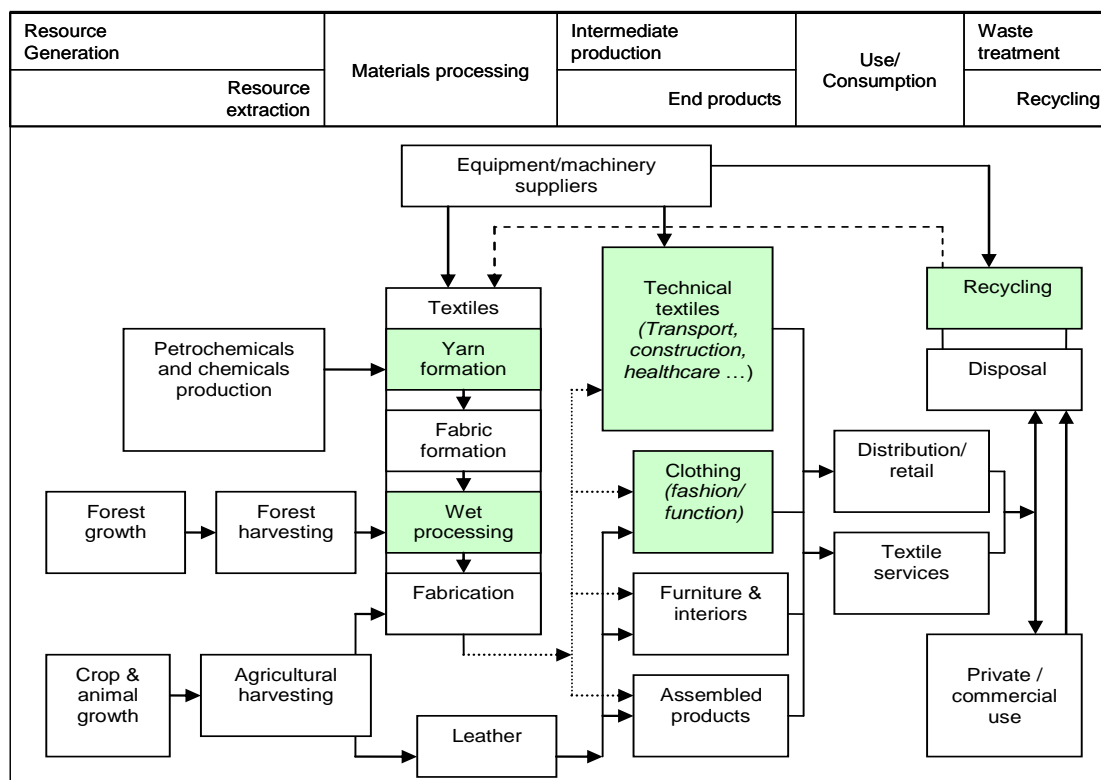 Resource
Generation
Resource
extraction
Materials processing
Intermediate
production
End products
Use/
Consumption
Waste
treatment
Recycling
Equipment/machinery
suppliers
Textiles
Yarn
formation
Fabric
formation
Wet
processing
Fabrication
Petrochemicals
and chemicals
production
Forest
growth
Forest
harvesting
Crop &
animal
growth
Agricultural
harvesting
Leather
Technical
textiles
(Transport,
construction,
healthcare …)
Clothing
(fashion/
function)
Furniture &
interiors
Assembled
products
Distribution/
retail
Textile
services
Recycling
Disposal
Private /
commercial
use